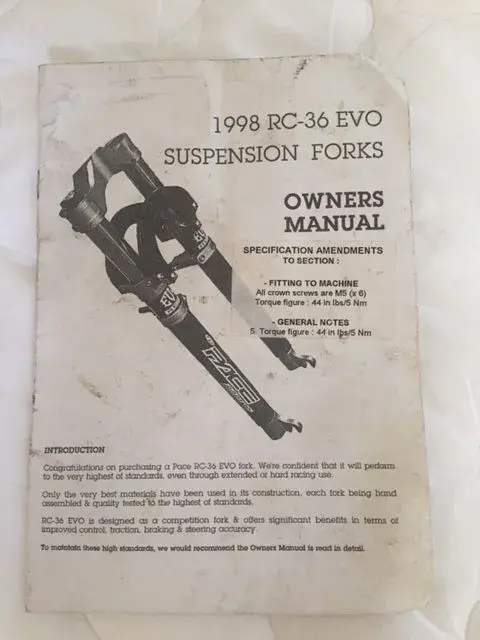 1998 RC-36 EVO
SUSPENSION FORKS
OWNERS
MANUAL
SPECIFICATION AMENDMENTS
TO SECTION :
- FITTING TO MACHINE
All crown screws are M5 (x 6)
Torque figure : 44 in lbs/5 Nm
- GENERAL NOTES
5. Torque figure : 44 in lbs/5 Nm
EVO
PACE
INTRODUCTION
Congratulations on purchasing a Pace RC-36 EVO fork. We're confident that it will perform
to the very highest of standards, even through extended or hard racing use.
Only the very best materials have been used in its construction, each fork being hand
assembled & quality tested to the highest of standards.
RC-36 EVO is designed as a competition fork & offers significant benefits in terms of
improved control, traction, braking & steering accuracy.
To maintain these high standards, we would recommend the Owners Manual is read in detail.